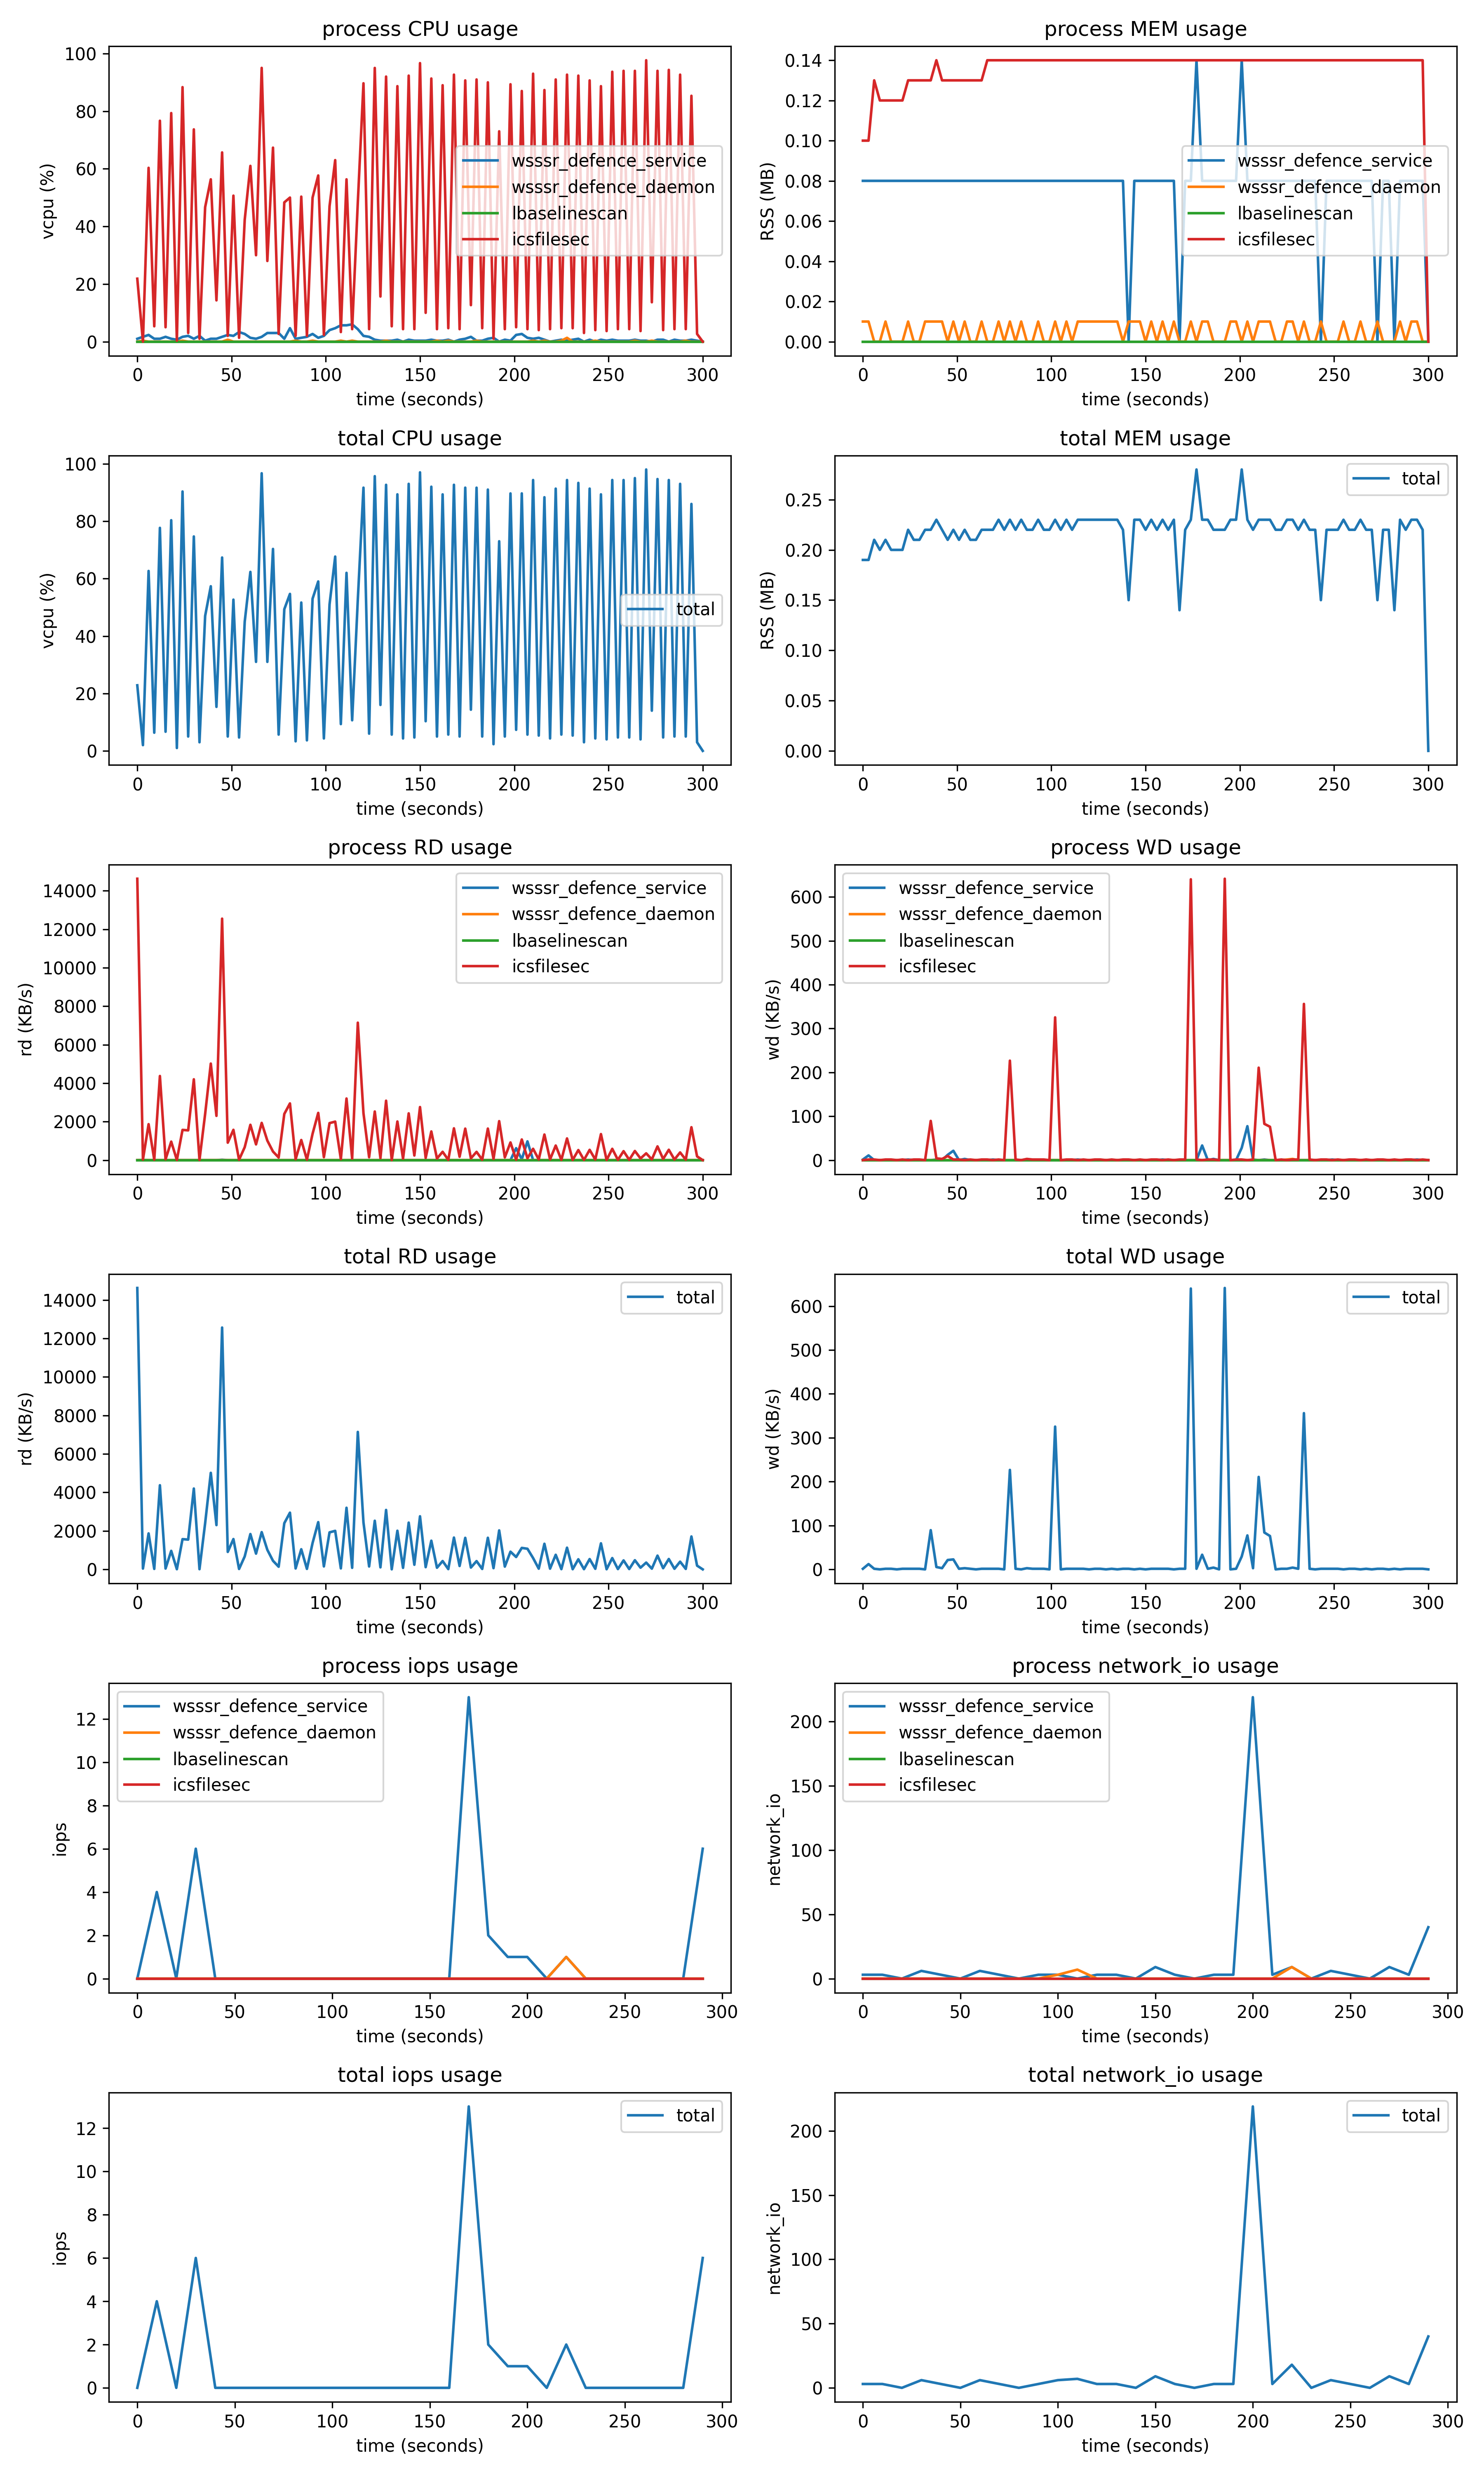 process CPU usage
100
80
60
40
20
0
vcpu (%)
wsssr_defence_service
wsssr_defence_daemon
lbaselinescan
icsfilesec
0 50 100 150 200 250 300
time (seconds)
process MEM usage
0.14
0.12
0.10
0.08
0.06
0.04
0.02
0.00
RSS (MB)
wsssr_defence_service
wsssr_defence_daemon
lbaselinescan
icsfilesec
0 50 100 150 200 250 300
time (seconds)
total CPU usage
100
80
60
40
20
0
vcpu (%)
total
0 50 100 150 200 250 300
time (seconds)
total MEM usage
0.25
0.20
0.15
0.10
0.05
0.00
RSS (MB)
total
0 50 100 150 200 250 300
time (seconds)
process RD usage
14000
12000
10000
8000
6000
4000
2000
0
rd (KB/s)
wsssr_defence_service
wsssr_defence_daemon
lbaselinescan
icsfilesec
0 50 100 150 200 250 300
time (seconds)
process WD usage
600
500
400
300
200
100
0
wd (KB/s)
wsssr_defence_service
wsssr_defence_daemon
lbaselinescan
icsfilesec
0 50 100 150 200 250 300
time (seconds)
total RD usage
14000
12000
10000
8000
6000
4000
2000
0
rd (KB/s)
total
0 50 100 150 200 250 300
time (seconds)
total WD usage
600
500
400
300
200
100
0
wd (KB/s)
total
0 50 100 150 200 250 300
time (seconds)
process iops usage
12
10
8
6
4
2
0
iops
wsssr_defence_service
wsssr_defence_daemon
lbaselinescan
icsfilesec
0 50 100 150 200 250 300
time (seconds)
process network_io usage
200
150
100
50
0
network_io
wsssr_defence_service
wsssr_defence_daemon
lbaselinescan
icsfilesec
0 50 100 150 200 250 300
time (seconds)
total iops usage
12
10
8
6
4
2
0
iops
total
0 50 100 150 200 250 300
time (seconds)
total network_io usage
200
150
100
50
0
network_io
total
0 50 100 150 200 250 300
time (seconds)